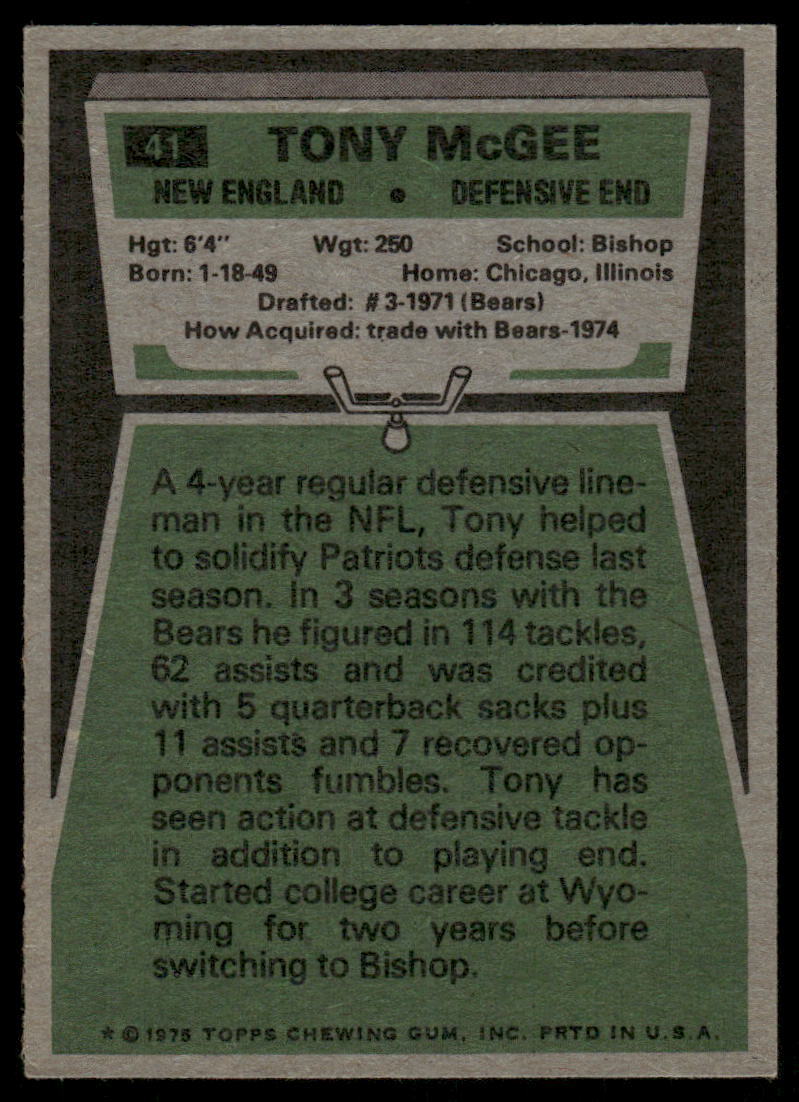 41 TONY McGEE
NEW ENGLAND • DEFENSIVE END
Hgt: 6'4" Wgt: 250 School: Bishop
Born: 1-18-49 Home: Chicago, Illinois
Drafted: #3-1971 (Bears)
How Acquired: trade with Bears-1974
A 4-year regular defensive line-
man in the NFL, Tony helped
to solidify Patriots defense last
season. In 3 seasons with the
Bears he figured in 114 tackles,
62 assists and was credited
with 5 quarterback sacks plus
11 assists and 7 recovered op-
ponents fumbles. Tony has
seen action at defensive tackle
in addition to playing end.
Started college career at Wyo-
ming for two years before
switching to Bishop.
* © 1975 TOPPS CHEWING GUM, INC. PRTD IN U.S.A.